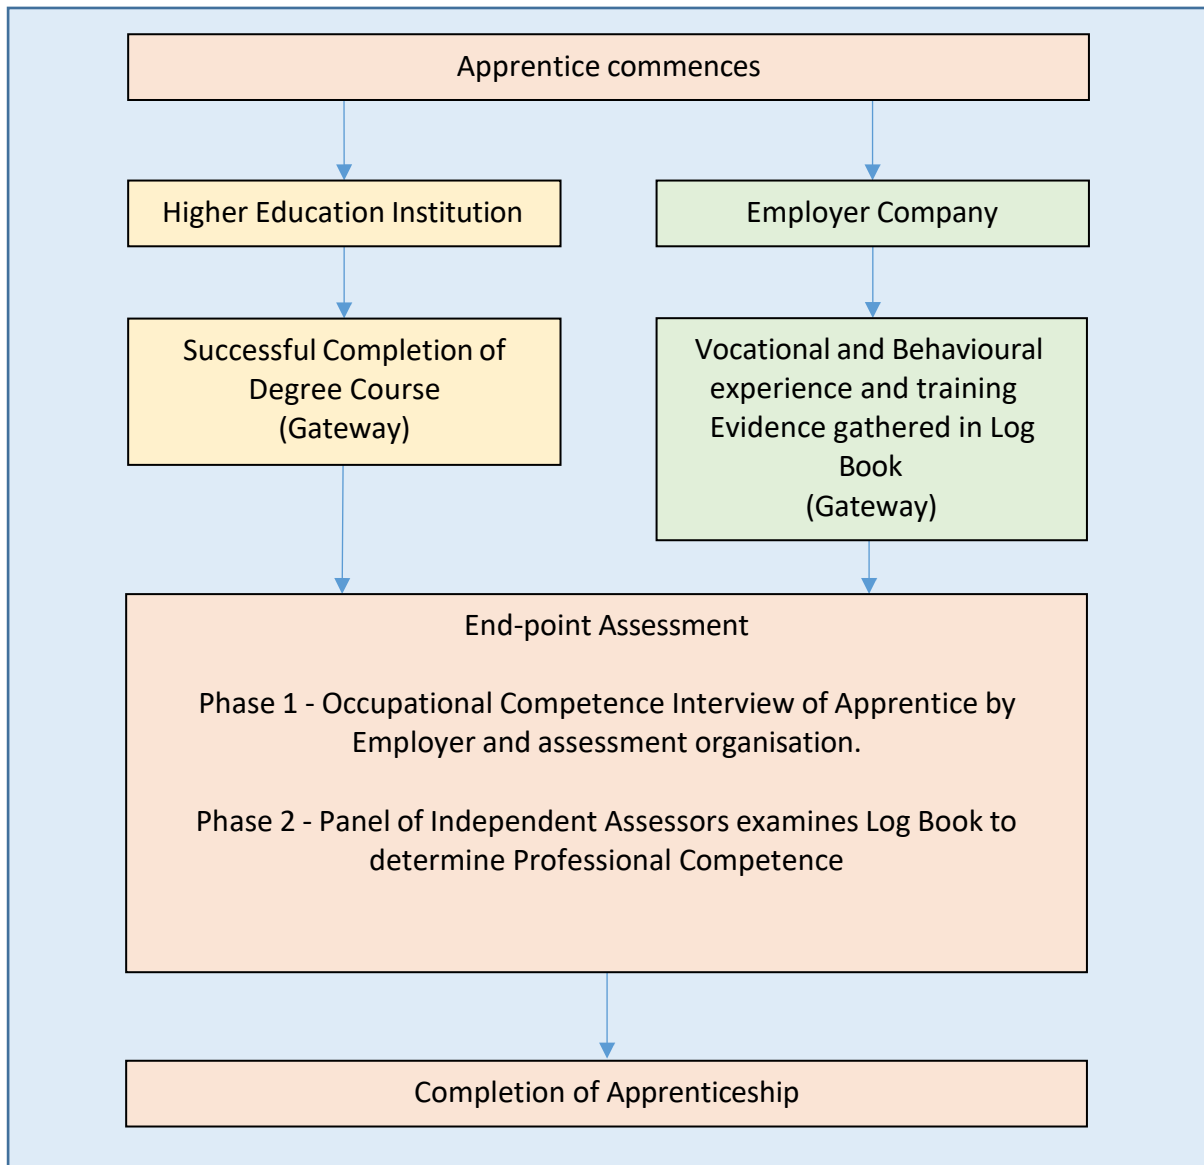 Apprentice commences
Higher Education Institution
Employer Company
Successful Completion of
Degree Course
(Gateway)
Vocational and Behavioural
experience and training
Evidence gathered in Log
Book
(Gateway)
End-point Assessment
Phase 1 - Occupational Competence Interview of Apprentice by
Employer and assessment organisation.
Phase 2 - Panel of Independent Assessors examines Log Book to
determine Professional Competence
Completion of Apprenticeship